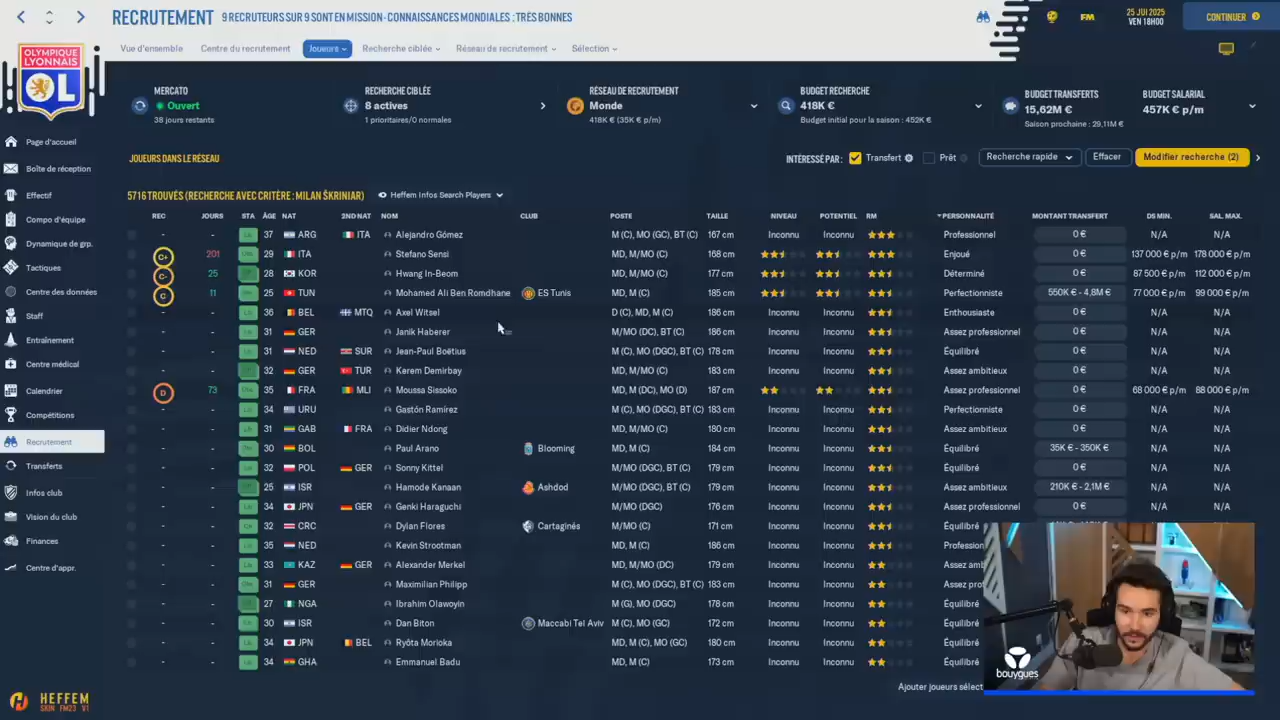 RECRUTEMENT 9 RECRUTEURS SUR 9 SONT EN MISSION - CONNAISSANCES MONDIALES : TRÈS BONNES
FM 25 JUI 2025 VEN 18H00 CONTINUER
Vue d'ensemble Centre du recrutement Joueurs Recherche ciblée Réseau de recrutement Sélection
OLYMPIQUE LYONNAIS
OL
MERCATO
Ouvert
38 jours restants
RECHERCHE CIBLÉE
8 actives
1 prioritaires/0 normales
RÉSEAU DE RECRUTEMENT
Monde
418K € (35K € p/m)
BUDGET RECHERCHE
418K €
Budget initial pour la saison : 452K €
BUDGET TRANSFERTS
15,62M €
Saison prochaine : 29,11M €
BUDGET SALARIAL
457K € p/m
Page d'accueil
Boîte de réception
Effectif
Compo d'équipe
Dynamique de grp.
Tactiques
Centre des données
Staff
Entraînement
Centre médical
Calendrier
Compétitions
Recrutement
Transferts
Infos club
Vision du club
Finances
Centre d'appr.
JOUEURS DANS LE RÉSEAU
INTÉRESSÉ PAR : Transfert Prêt Recherche rapide Effacer Modifier recherche (2)
5716 TROUVÉS (RECHERCHE AVEC CRITÈRE : MILAN ŠKRINIAR) Heffem Infos Search Players
REC JOURS STA ÂGE NAT 2ND NAT NOM CLUB POSTE TAILLE NIVEAU POTENTIEL RM PERSONNALITÉ MONTANT TRANSFERT DS MIN. SAL. MAX.
- - 37 ARG ITA Alejandro Gómez M (C), MO (GC), BT (C) 167 cm Inconnu Inconnu Professionnel 0 € N/A N/A
C+ 201 29 ITA Stefano Sensi MD, M/MO (C) 168 cm Enjoué 0 € 137 000 € p/m 178 000 € p/m
C- 25 28 KOR Hwang In-Beom MD, M/MO (C) 177 cm Déterminé 0 € 87 500 € p/m 112 000 € p/m
C 11 25 TUN Mohamed Ali Ben Romdhane ES Tunis MD, M (C) 185 cm Perfectionniste 550K € - 4,8M € 77 000 € p/m 99 000 € p/m
- - 36 BEL MTQ Axel Witsel D (C), MD, M (C) 186 cm Inconnu Inconnu Enthousiaste 0 € N/A N/A
- - 31 GER Janik Haberer M/MO (DC), BT (C) 186 cm Inconnu Inconnu Assez professionnel 0 € N/A N/A
- - 31 NED SUR Jean-Paul Boëtius M (C), MO (DGC), BT (C) 178 cm Inconnu Inconnu Équilibré 0 € N/A N/A
- - 32 GER TUR Kerem Demirbay MD, M/MO (C) 183 cm Inconnu Inconnu Assez ambitieux 0 € N/A N/A
D 73 35 FRA MLI Moussa Sissoko MD, M (DC), MO (D) 187 cm Assez professionnel 0 € 68 000 € p/m 88 000 € p/m
- - 34 URU Gastón Ramírez M (C), MO (DGC), BT (C) 183 cm Inconnu Inconnu Perfectionniste 0 € N/A N/A
- - 31 GAB FRA Didier Ndong MD, M/MO (C) 180 cm Inconnu Inconnu Assez ambitieux 0 € N/A N/A
- - 30 BOL Paul Arano Blooming MD, M (C) 184 cm Inconnu Inconnu Équilibré 35K € - 350K € N/A N/A
- - 32 POL GER Sonny Kittel M/MO (DGC), BT (C) 179 cm Inconnu Inconnu Équilibré 0 € N/A N/A
- - 25 ISR Hamode Kanaan Ashdod M/MO (DGC), BT (C) 179 cm Inconnu Inconnu Assez ambitieux 210K € - 2,1M € N/A N/A
- - 34 JPN GER Genki Haraguchi M/MO (DGC) 176 cm Inconnu Inconnu Assez professionnel 0 € N/A N/A
- - 32 CRC Dylan Flores Cartaginés M/MO (C) 171 cm Inconnu Inconnu Équilibré
- - 35 NED Kevin Strootman MD, M (C) 186 cm Inconnu Inconnu Profession
- - 33 KAZ GER Alexander Merkel MD, M/MO (DC) 179 cm Inconnu Inconnu Assez amb
- - 31 GER Maximilian Philipp M (C), MO (DGC), BT (C) 183 cm Inconnu Inconnu Assez pro
- - 27 NGA Ibrahim Olawoyin M (G), MO (DGC) 178 cm Inconnu Inconnu Équilibré
- - 30 ISR Dan Biton Maccabi Tel Aviv M (C), MO (GC) 172 cm Inconnu Inconnu Équilibré
- - 34 JPN BEL Ryôta Morioka MD, M (C), MO (GC) 180 cm Inconnu Inconnu Équilibré
- - 34 GHA Emmanuel Badu MD, M (C) 173 cm Inconnu Inconnu Équilibré
Ajouter joueurs sélect
bouygues
HEFFEM
SKIN FM23 V1